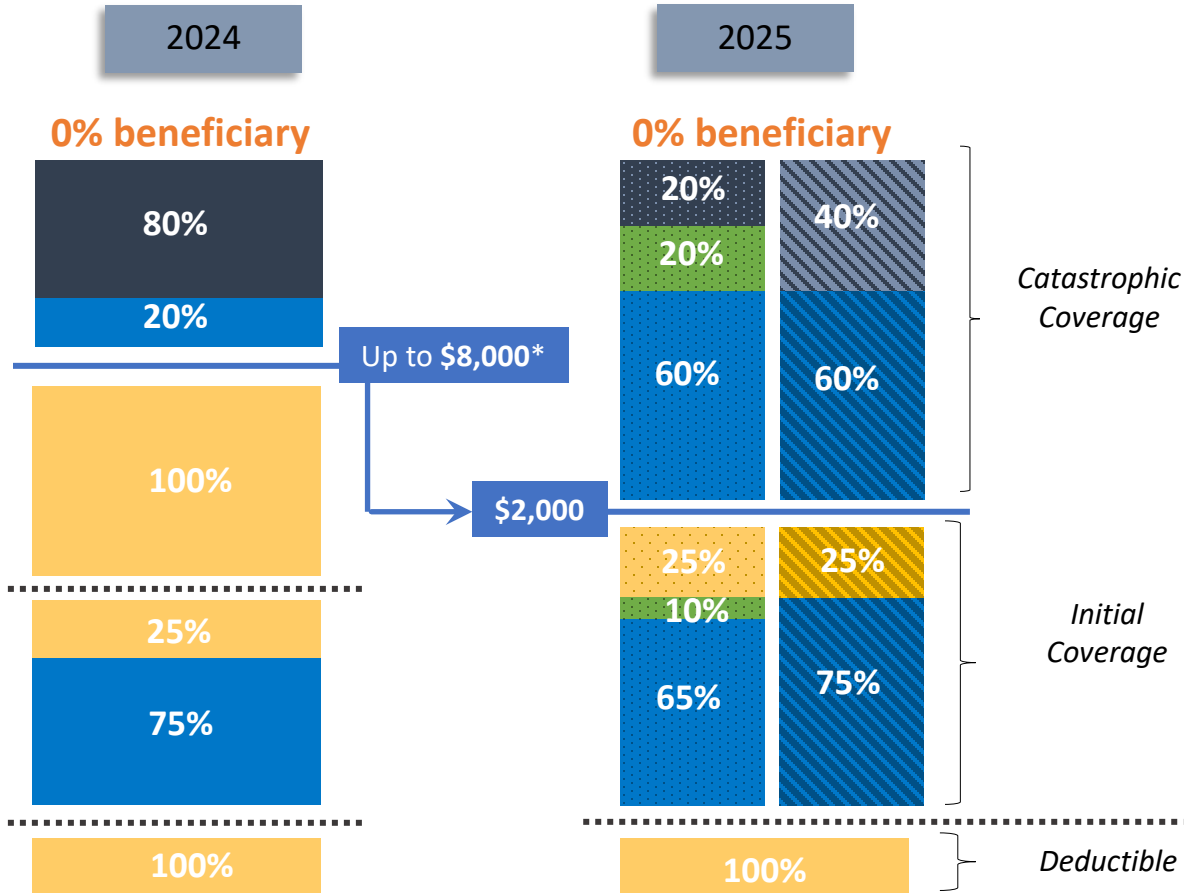 2024
2025
0% beneficiary
0% beneficiary
80%
20%
Up to $8,000*
100%
25%
75%
100%
20%
20%
60%
40%
60%
Catastrophic
Coverage
$2,000
25%
10%
65%
25%
75%
Initial
Coverage
100%
Deductible